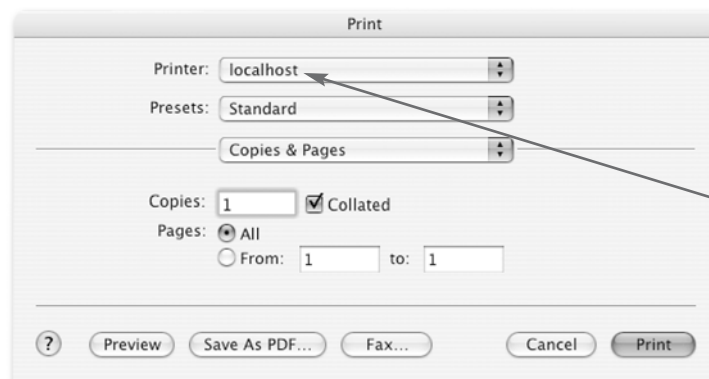 Print
Printer: localhost
Presets: Standard
Copies & Pages
Copies: 1 Collated
Pages: All
From: 1 to: 1
? Preview Save As PDF... Fax... Cancel Print